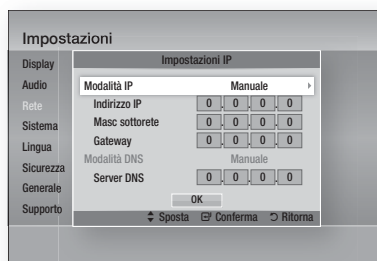 Impostazioni
Display
Audio
Rete
Sistema
Lingua
Sicurezza
Generale
Supporto
Impostazioni IP
Modalità IP Manuale
Indirizzo IP 0 . 0 . 0 . 0
Masc sottorete 0 . 0 . 0 . 0
Gateway 0 . 0 . 0 . 0
Modalità DNS Manuale
Server DNS 0 . 0 . 0 . 0
OK
Sposta Conferma Ritorna